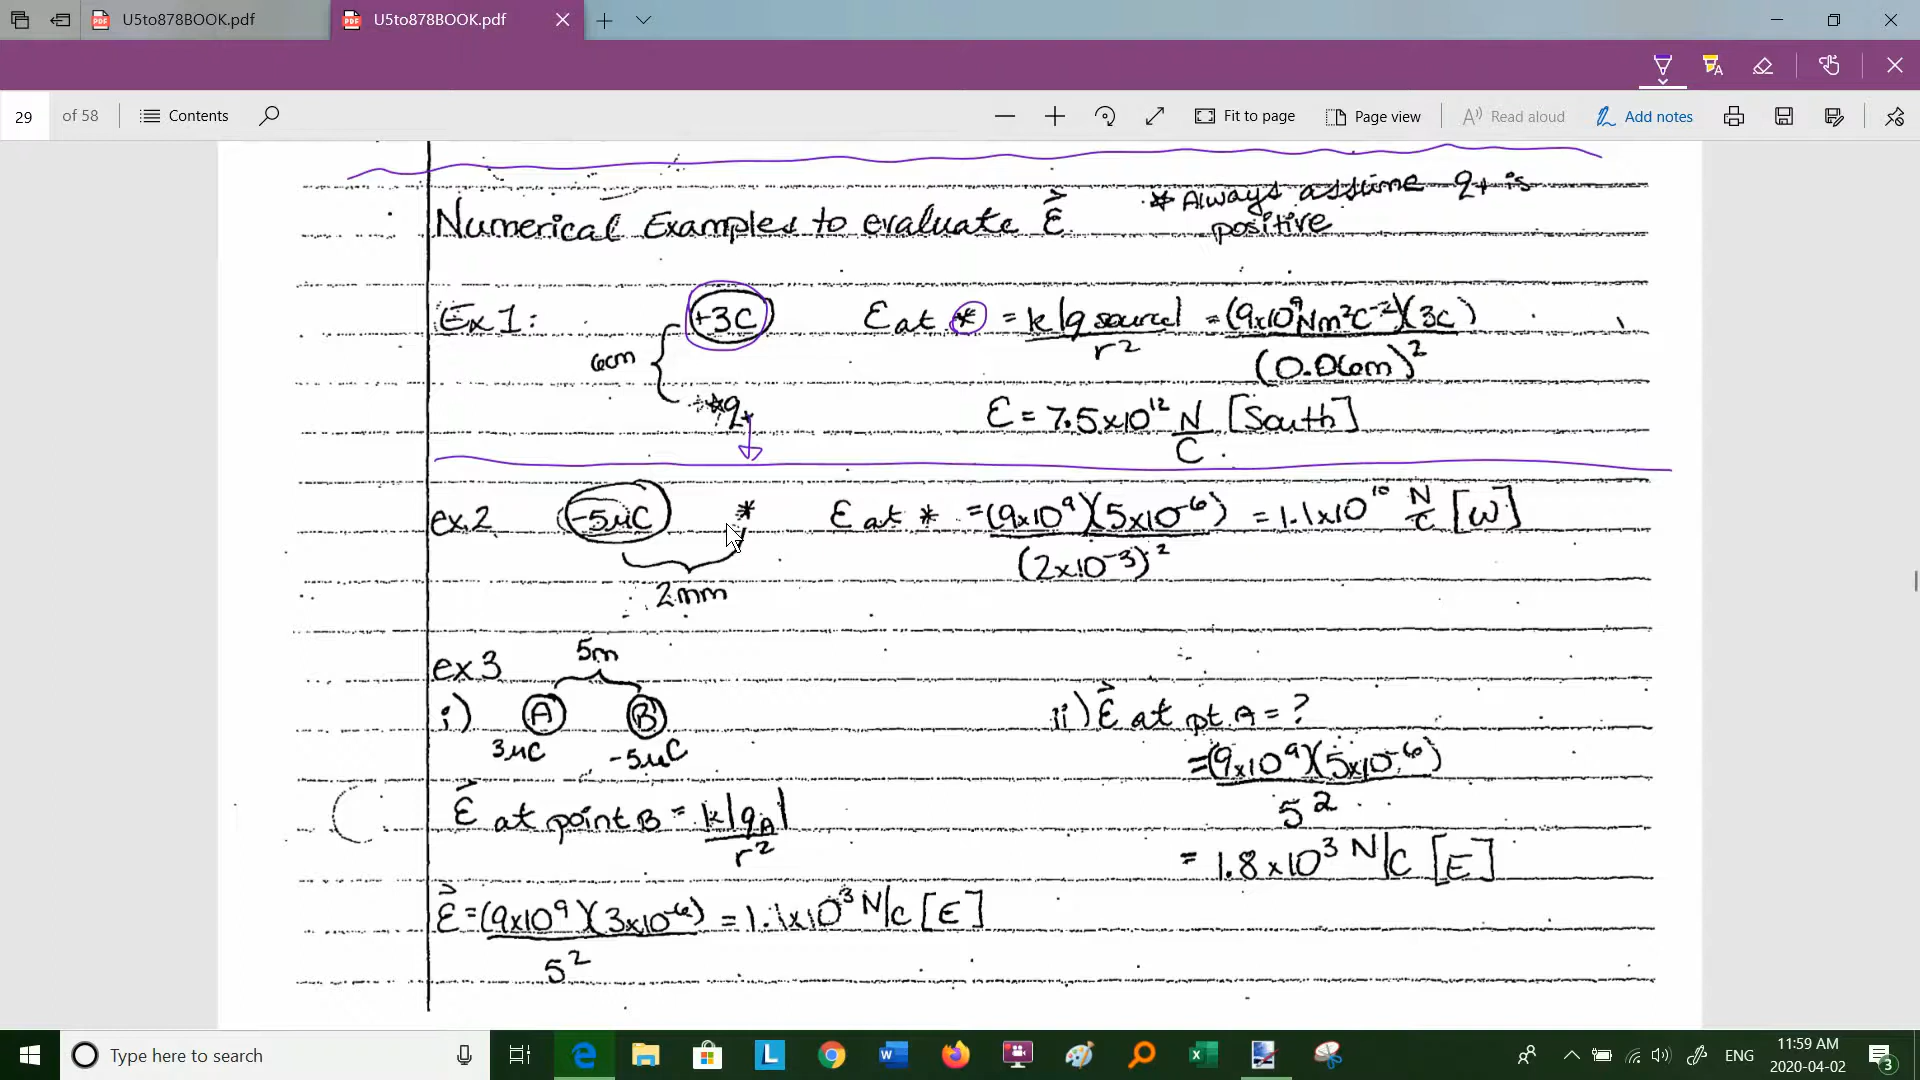 U5to878BOOK.pdf
U5to878BOOK.pdf
29 of 58
Contents
Fit to page
Page view
Read aloud
Add notes
Numerical Examples to evaluate ε⃗
* Always assume q+ is
positive
Ex 1:
+3C
6cm
*q+
ε at * = k|q source| / r² = (9x10⁹Nm²C⁻²)(3C) / (0.06m)²
ε = 7.5x10¹² N/C [South]
ex.2
-5μC
*
2mm
ε at * = (9x10⁹)(5x10⁻⁶) / (2x10⁻³)² = 1.1x10¹⁰ N/C [W]
ex 3
5m
i)
A
B
3μC
-5μC
ε⃗ at point B = k|qA| / r²
ε⃗ = (9x10⁹)(3x10⁻⁶) / 5² = 1.1x10³ N/C [E]
ii) ε⃗ at pt. A = ?
= (9x10⁹)(5x10⁻⁶) / 5²
= 1.8x10³ N/C [E]
Type here to search
ENG
11:59 AM
2020-04-02
3